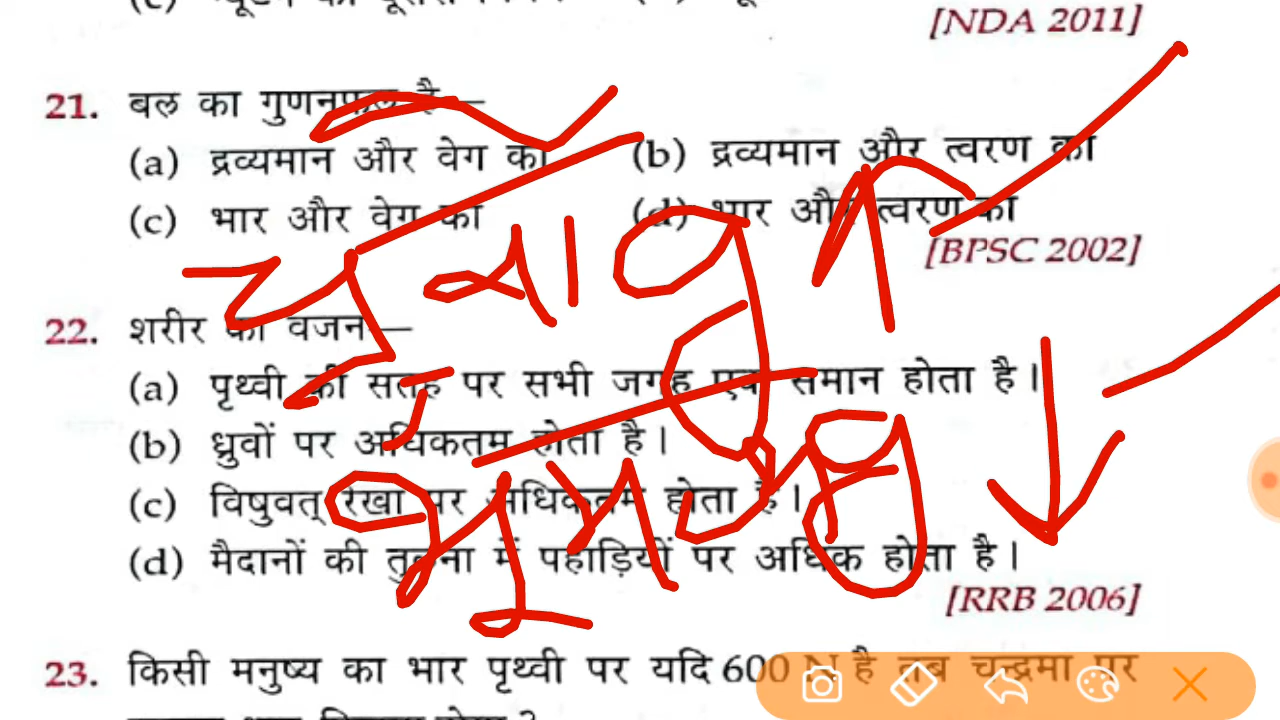 [NDA 2011]
21. बल का गुणनफल है—
(a) द्रव्यमान और वेग का (b) द्रव्यमान और त्वरण का
(c) भार और वेग का (d) भार और त्वरण का
[BPSC 2002]
22. शरीर का वजन—
(a) पृथ्वी की सतह पर सभी जगह एक समान होता है।
(b) ध्रुवों पर अधिकतम होता है।
(c) विषुवत् रेखा पर अधिकतम होता है।
(d) मैदानों की तुलना में पहाड़ियों पर अधिक होता है।
[RRB 2006]
23. किसी मनुष्य का भार पृथ्वी पर यदि 600 N है तब चन्द्रमा पर